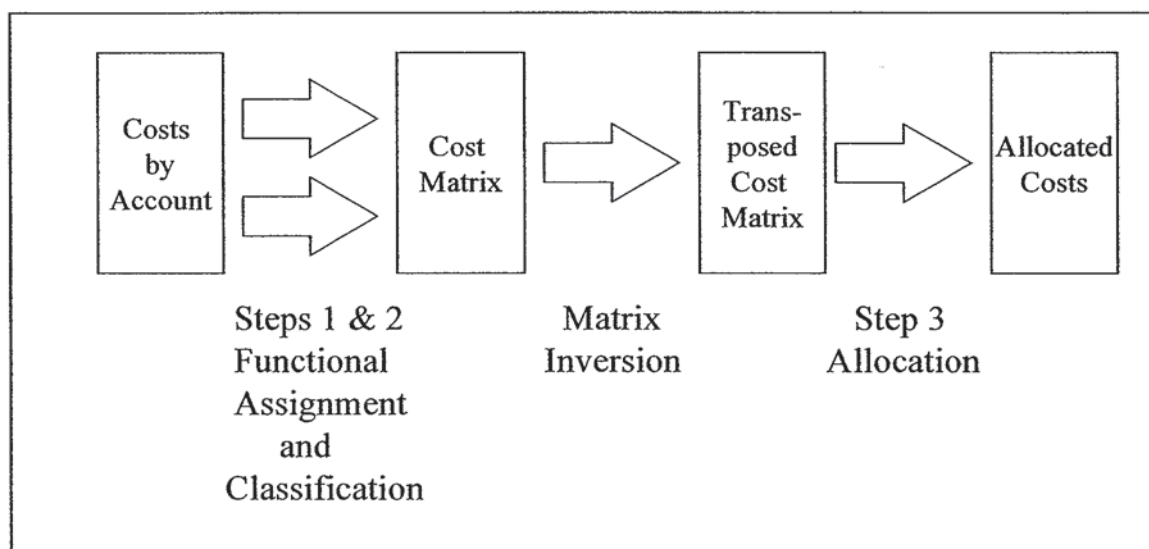 Costs
by
Account
Cost
Matrix
Trans-
posed
Cost
Matrix
Allocated
Costs
Steps 1 & 2
Functional
Assignment
and
Classification
Matrix
Inversion
Step 3
Allocation